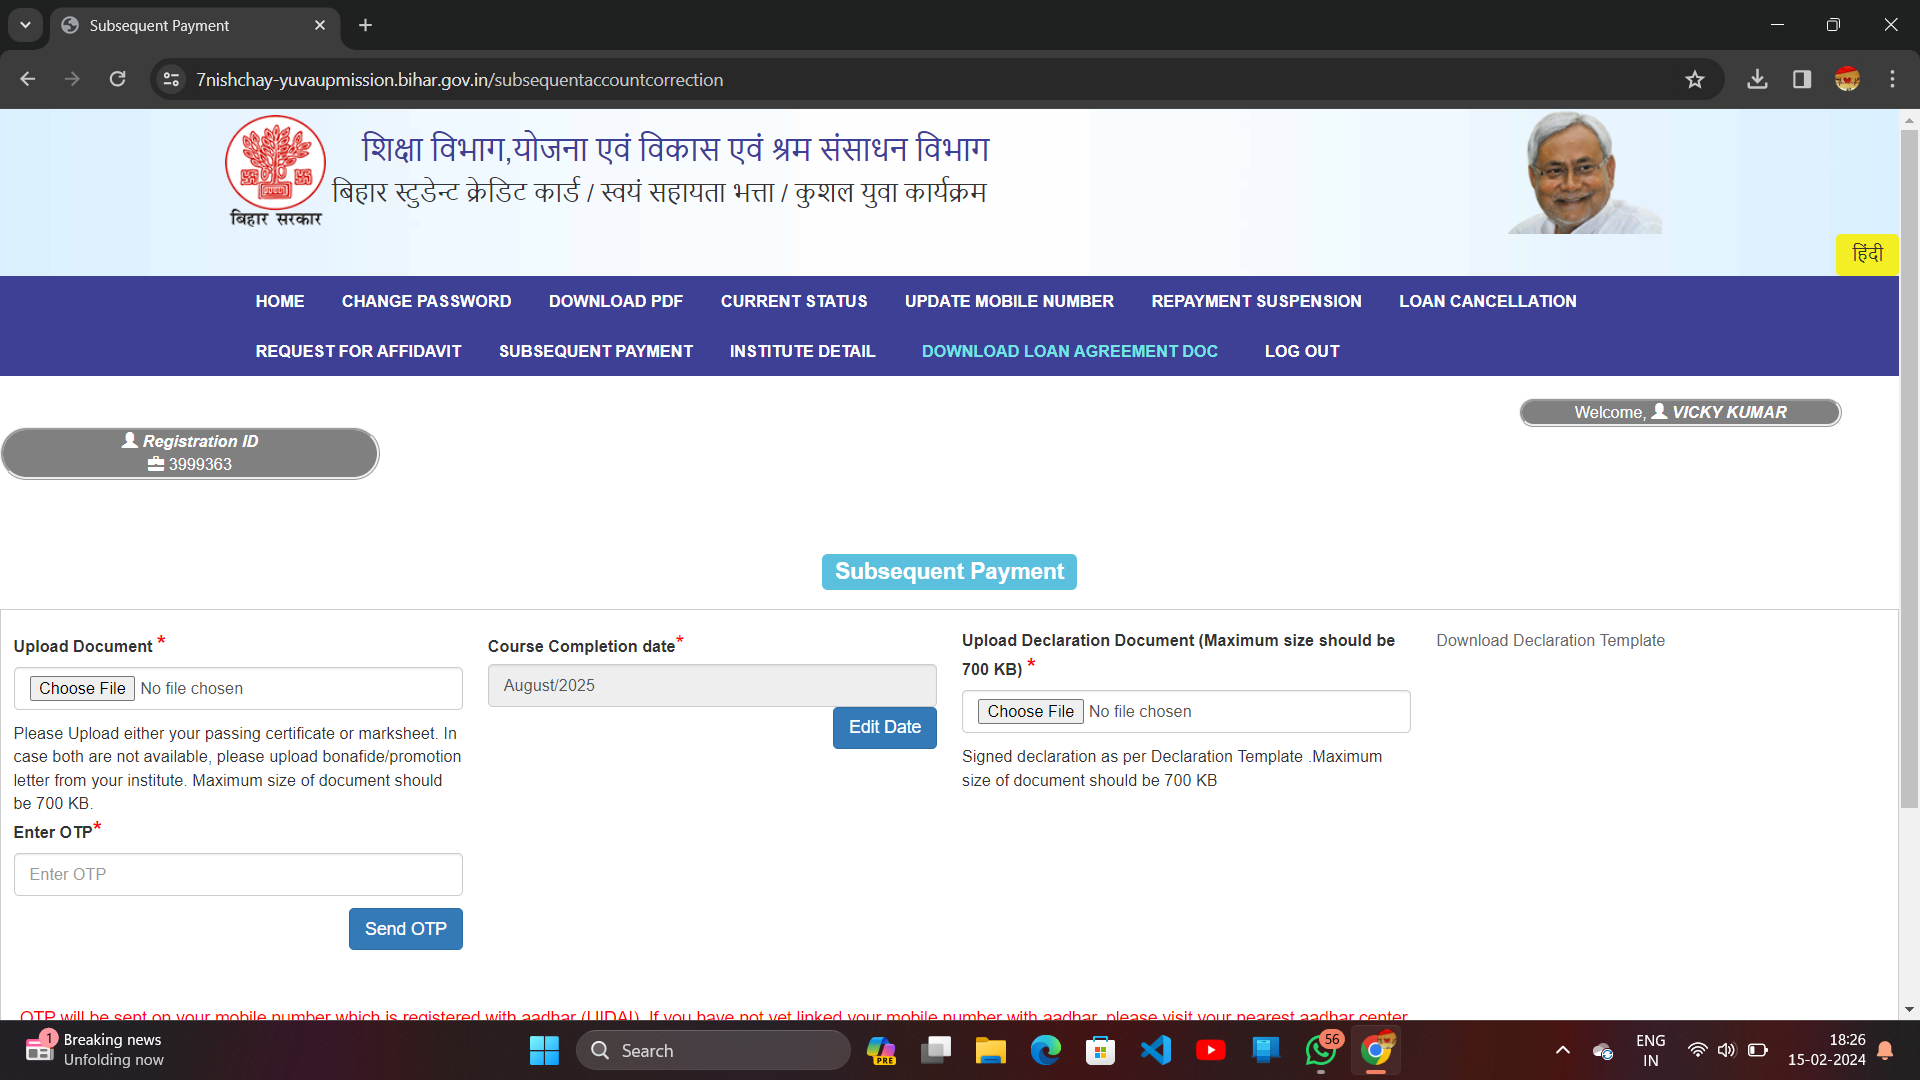 Subsequent Payment
7nishchay-yuvaupmission.bihar.gov.in/subsequentaccountcorrection
शिक्षा विभाग,योजना एवं विकास एवं श्रम संसाधन विभाग
बिहार स्टुडेन्ट क्रेडिट कार्ड / स्वयं सहायता भत्ता / कुशल युवा कार्यक्रम
बिहार सरकार
हिंदी
HOME CHANGE PASSWORD DOWNLOAD PDF CURRENT STATUS UPDATE MOBILE NUMBER REPAYMENT SUSPENSION LOAN CANCELLATION
REQUEST FOR AFFIDAVIT SUBSEQUENT PAYMENT INSTITUTE DETAIL DOWNLOAD LOAN AGREEMENT DOC LOG OUT
Welcome, VICKY KUMAR
Registration ID
3999363
Subsequent Payment
Upload Document *
Choose File No file chosen
Please Upload either your passing certificate or marksheet. In
case both are not available, please upload bonafide/promotion
letter from your institute. Maximum size of document should
be 700 KB.
Enter OTP*
Enter OTP
Send OTP
Course Completion date*
August/2025
Edit Date
Upload Declaration Document (Maximum size should be
700 KB) *
Choose File No file chosen
Signed declaration as per Declaration Template .Maximum
size of document should be 700 KB
Download Declaration Template
OTP will be sent on your mobile number which is registered with aadhar (UIDAI). If you have not yet linked your mobile number with aadhar, please visit your nearest aadhar center
1
Breaking news
Unfolding now
Search
PRE
56
ENG
IN
18:26
15-02-2024